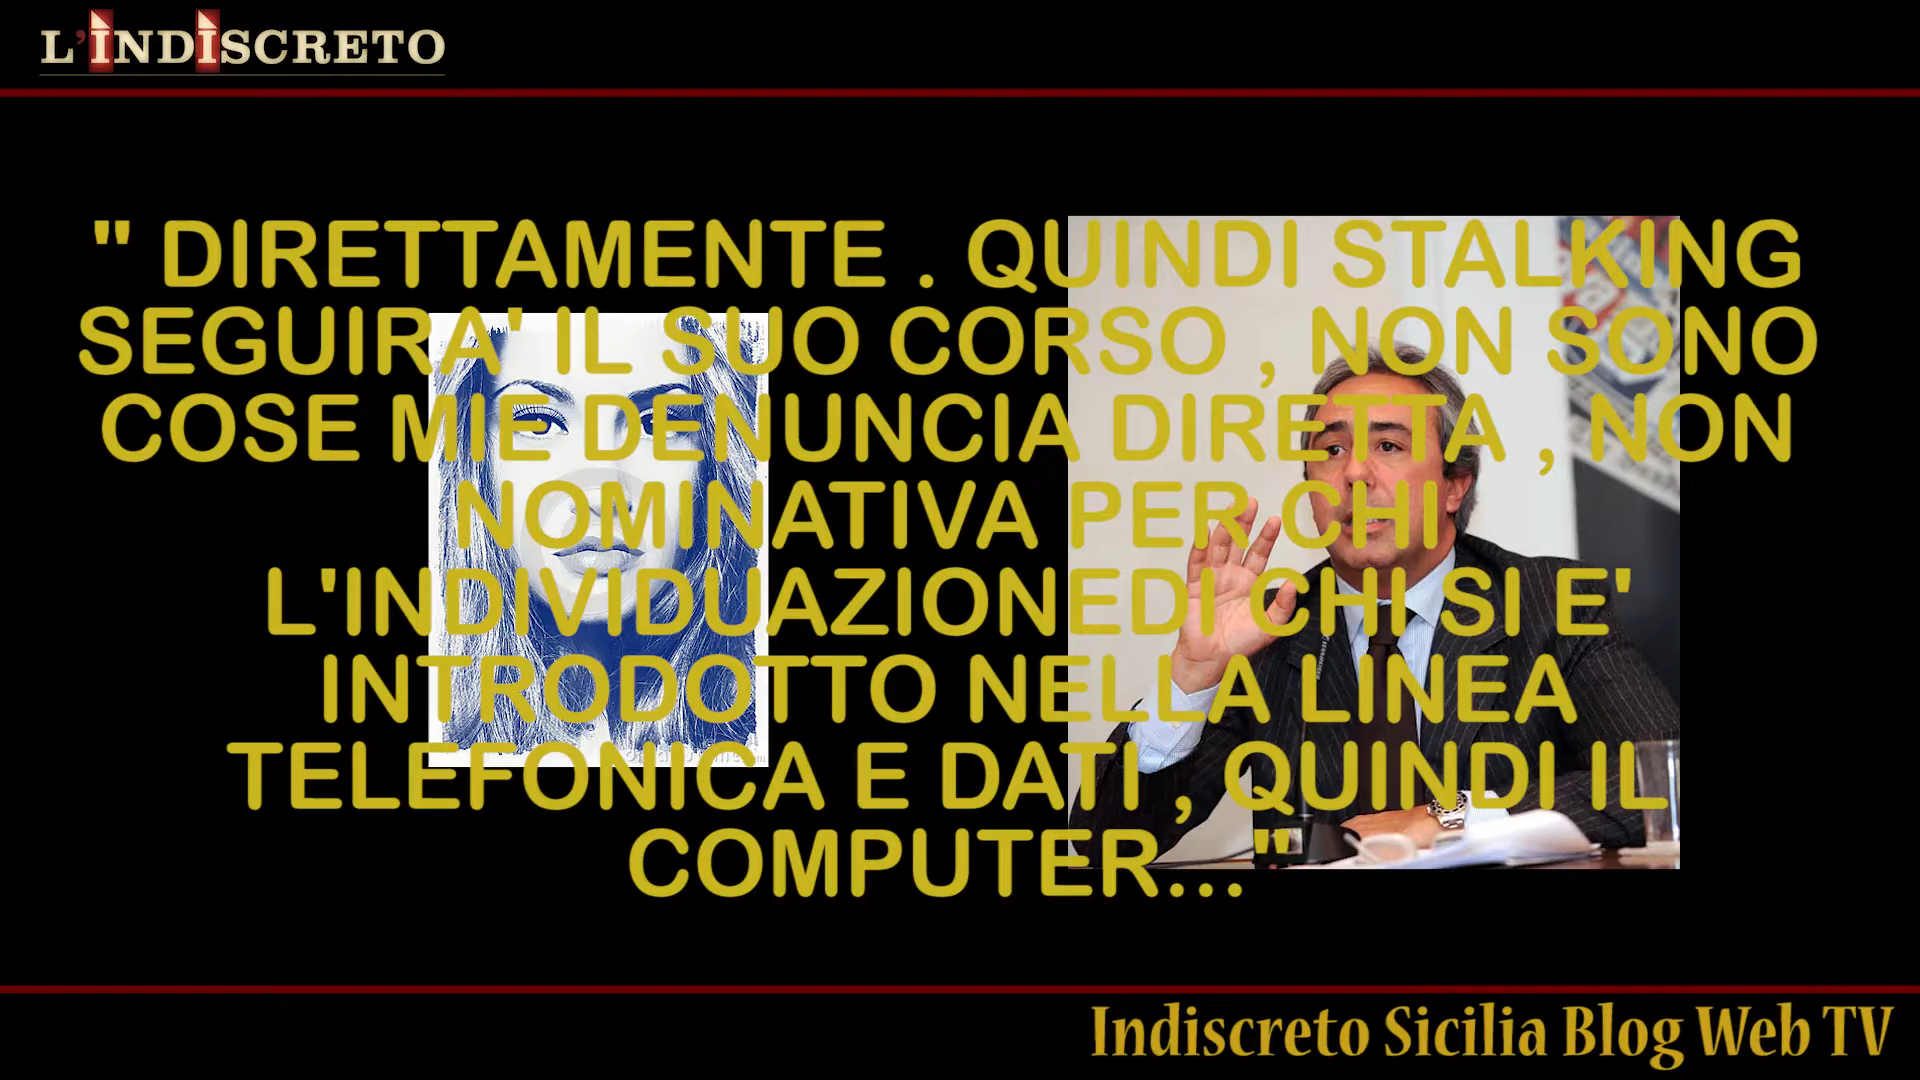 L'INDISCRETO
" DIRETTAMENTE . QUINDI STALKING
SEGUIRA' IL SUO CORSO , NON SONO
COSE MIE DENUNCIA DIRETTA , NON
NOMINATIVA PER CHI
L'INDIVIDUAZIONEDI CHI SI E'
INTRODOTTO NELLA LINEA
TELEFONICA E DATI , QUINDI IL
COMPUTER... "
Indiscreto Sicilia Blog Web TV